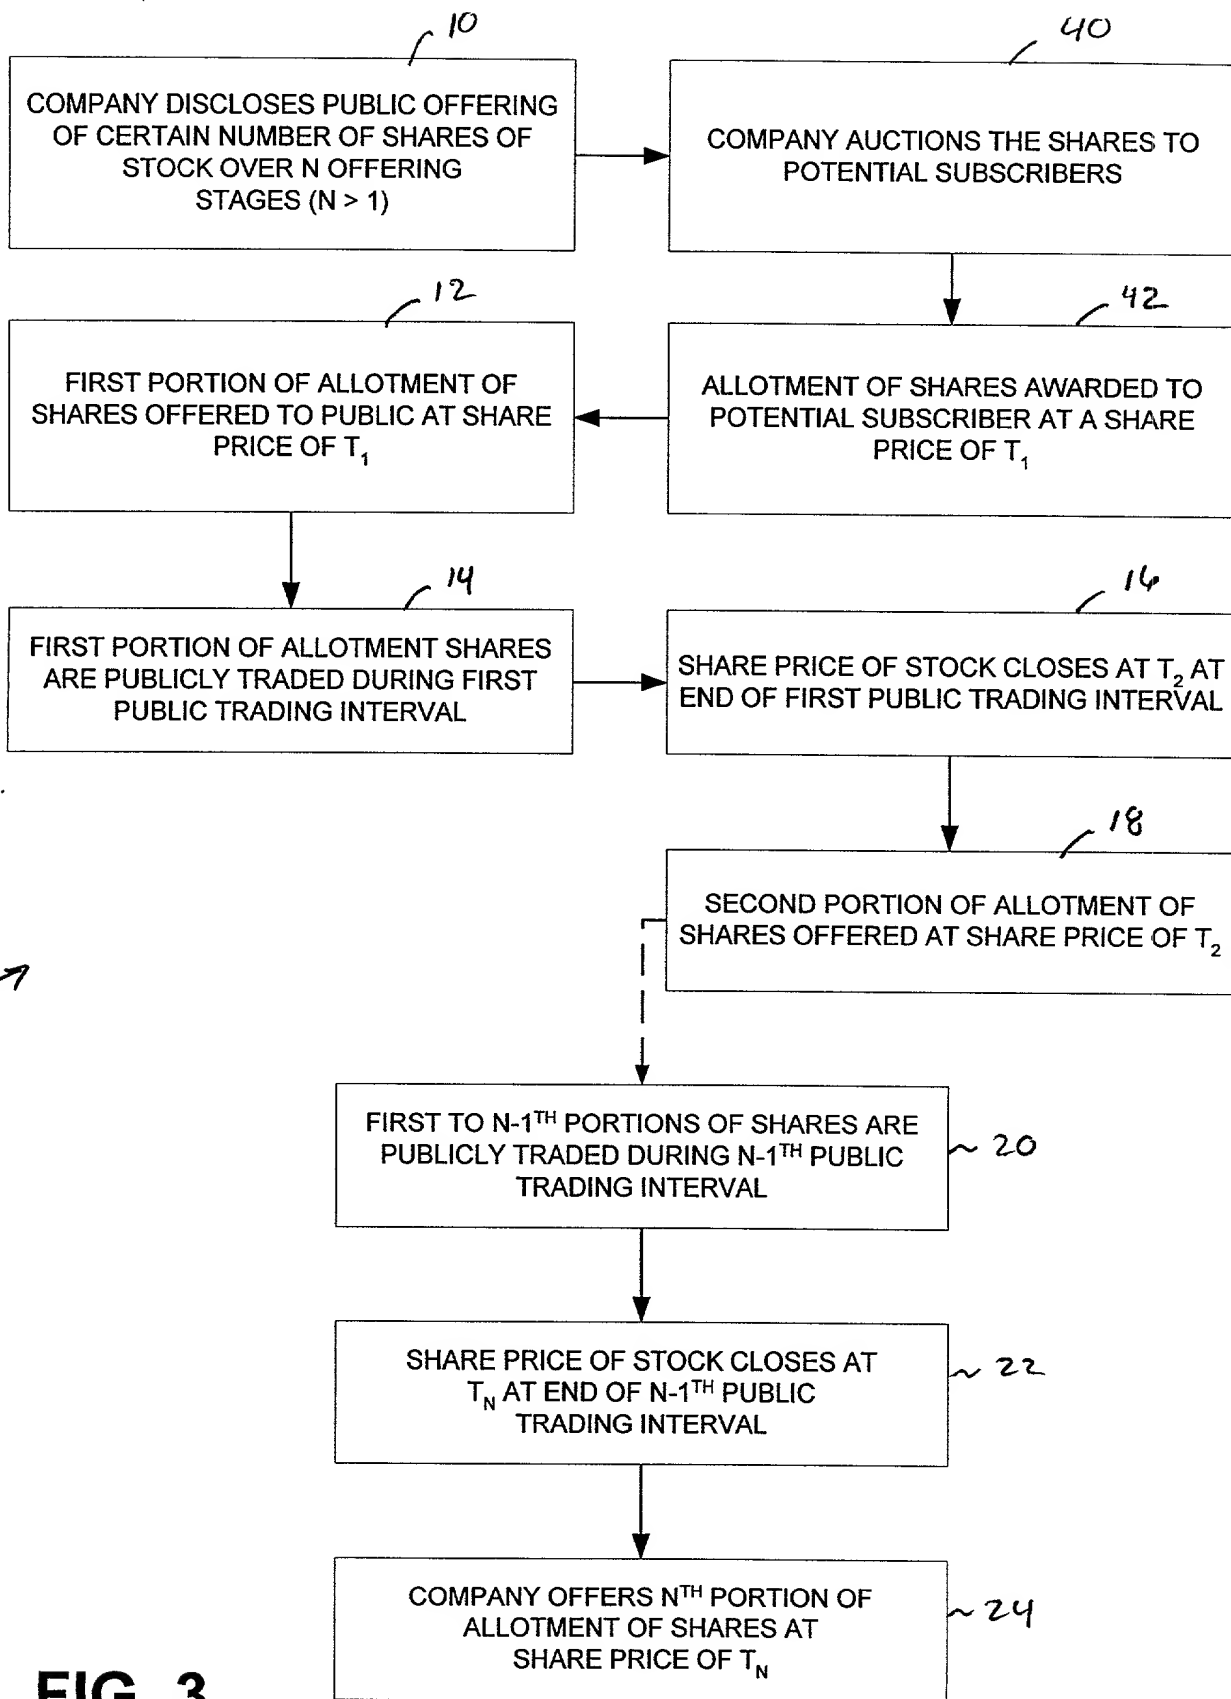 10
COMPANY DISCLOSES PUBLIC OFFERING
OF CERTAIN NUMBER OF SHARES OF
STOCK OVER N OFFERING
STAGES (N > 1)
40
COMPANY AUCTIONS THE SHARES TO
POTENTIAL SUBSCRIBERS
42
ALLOTMENT OF SHARES AWARDED TO
POTENTIAL SUBSCRIBER AT A SHARE
PRICE OF T₁
12
FIRST PORTION OF ALLOTMENT OF
SHARES OFFERED TO PUBLIC AT SHARE
PRICE OF T₁
14
FIRST PORTION OF ALLOTMENT SHARES
ARE PUBLICLY TRADED DURING FIRST
PUBLIC TRADING INTERVAL
16
SHARE PRICE OF STOCK CLOSES AT T₂ AT
END OF FIRST PUBLIC TRADING INTERVAL
18
SECOND PORTION OF ALLOTMENT OF
SHARES OFFERED AT SHARE PRICE OF T₂
FIRST TO N-1ᵀᴴ PORTIONS OF SHARES ARE
PUBLICLY TRADED DURING N-1ᵀᴴ PUBLIC
TRADING INTERVAL
20
SHARE PRICE OF STOCK CLOSES AT
T_N AT END OF N-1ᵀᴴ PUBLIC
TRADING INTERVAL
22
COMPANY OFFERS Nᵀᴴ PORTION OF
ALLOTMENT OF SHARES AT
SHARE PRICE OF T_N
24
FIG. 3